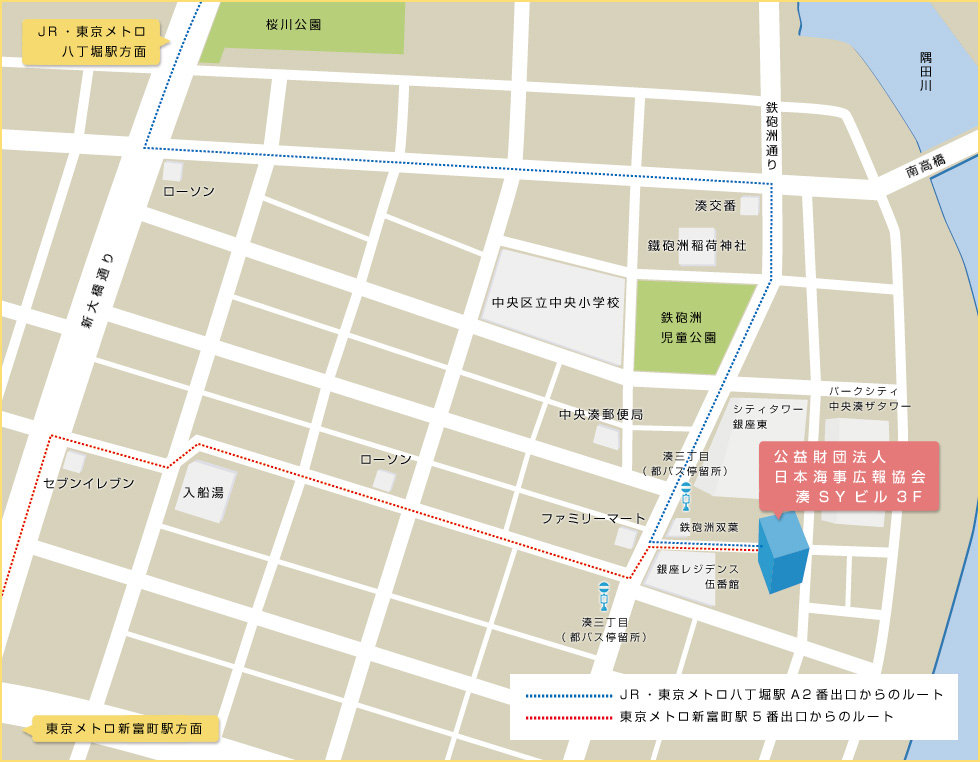 JR・東京メトロ
八丁堀駅方面
桜川公園
隅田川
鉄砲洲通り
南高橋
ローソン
湊交番
鐵砲洲稲荷神社
新大橋通り
中央区立中央小学校
鉄砲洲
児童公園
パークシティ
中央湊ザタワー
シティタワー
銀座東
中央湊郵便局
公益財団法人
日本海事広報協会
湊SYビル3F
湊三丁目
(都バス停留所)
ローソン
セブンイレブン
入船湯
ファミリーマート
鉄砲洲双葉
銀座レジデンス
伍番館
湊三丁目
(都バス停留所)
JR・東京メトロ八丁堀駅A2番出口からのルート
東京メトロ新富町駅5番出口からのルート
東京メトロ新富町駅方面